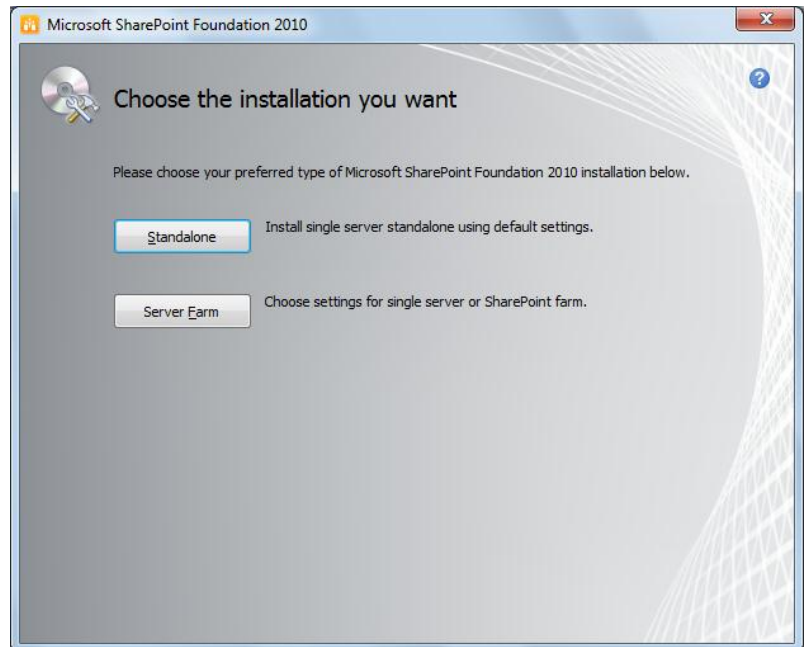 Microsoft SharePoint Foundation 2010
Choose the installation you want
Please choose your preferred type of Microsoft SharePoint Foundation 2010 installation below.
Standalone Install single server standalone using default settings.
Server Farm Choose settings for single server or SharePoint farm.